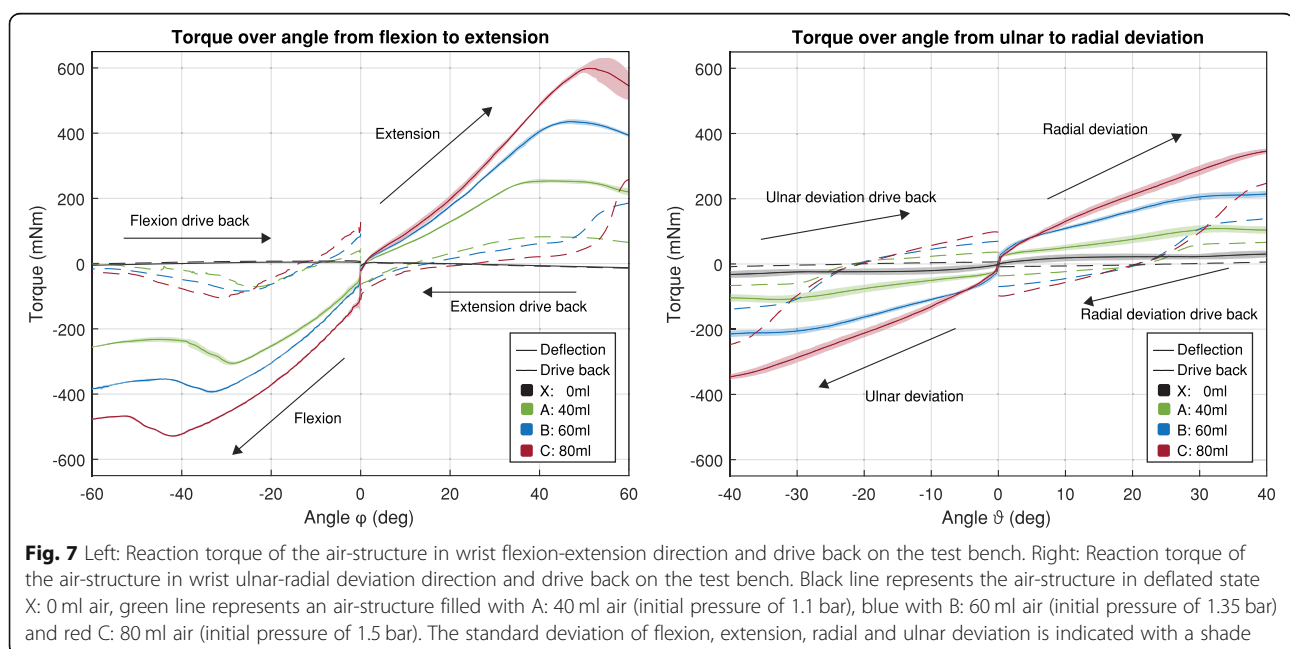 Torque over angle from flexion to extension
600
400
200
0
-200
-400
-600
Torque (mNm)
-60
-40
-20
0
20
40
60
Angle φ (deg)
Extension
Flexion drive back
Extension drive back
Flexion
Deflection
Drive back
X: 0ml
A: 40ml
B: 60ml
C: 80ml
Torque over angle from ulnar to radial deviation
600
400
200
0
-200
-400
-600
Torque (mNm)
-40
-30
-20
-10
0
10
20
30
40
Angle ϑ (deg)
Radial deviation
Ulnar deviation drive back
Radial deviation drive back
Ulnar deviation
Deflection
Drive back
X: 0ml
A: 40ml
B: 60ml
C: 80ml
Fig. 7 Left: Reaction torque of the air-structure in wrist flexion-extension direction and drive back on the test bench. Right: Reaction torque of
the air-structure in wrist ulnar-radial deviation direction and drive back on the test bench. Black line represents the air-structure in deflated state
X: 0 ml air, green line represents an air-structure filled with A: 40 ml air (initial pressure of 1.1 bar), blue with B: 60 ml air (initial pressure of 1.35 bar)
and red C: 80 ml air (initial pressure of 1.5 bar). The standard deviation of flexion, extension, radial and ulnar deviation is indicated with a shade